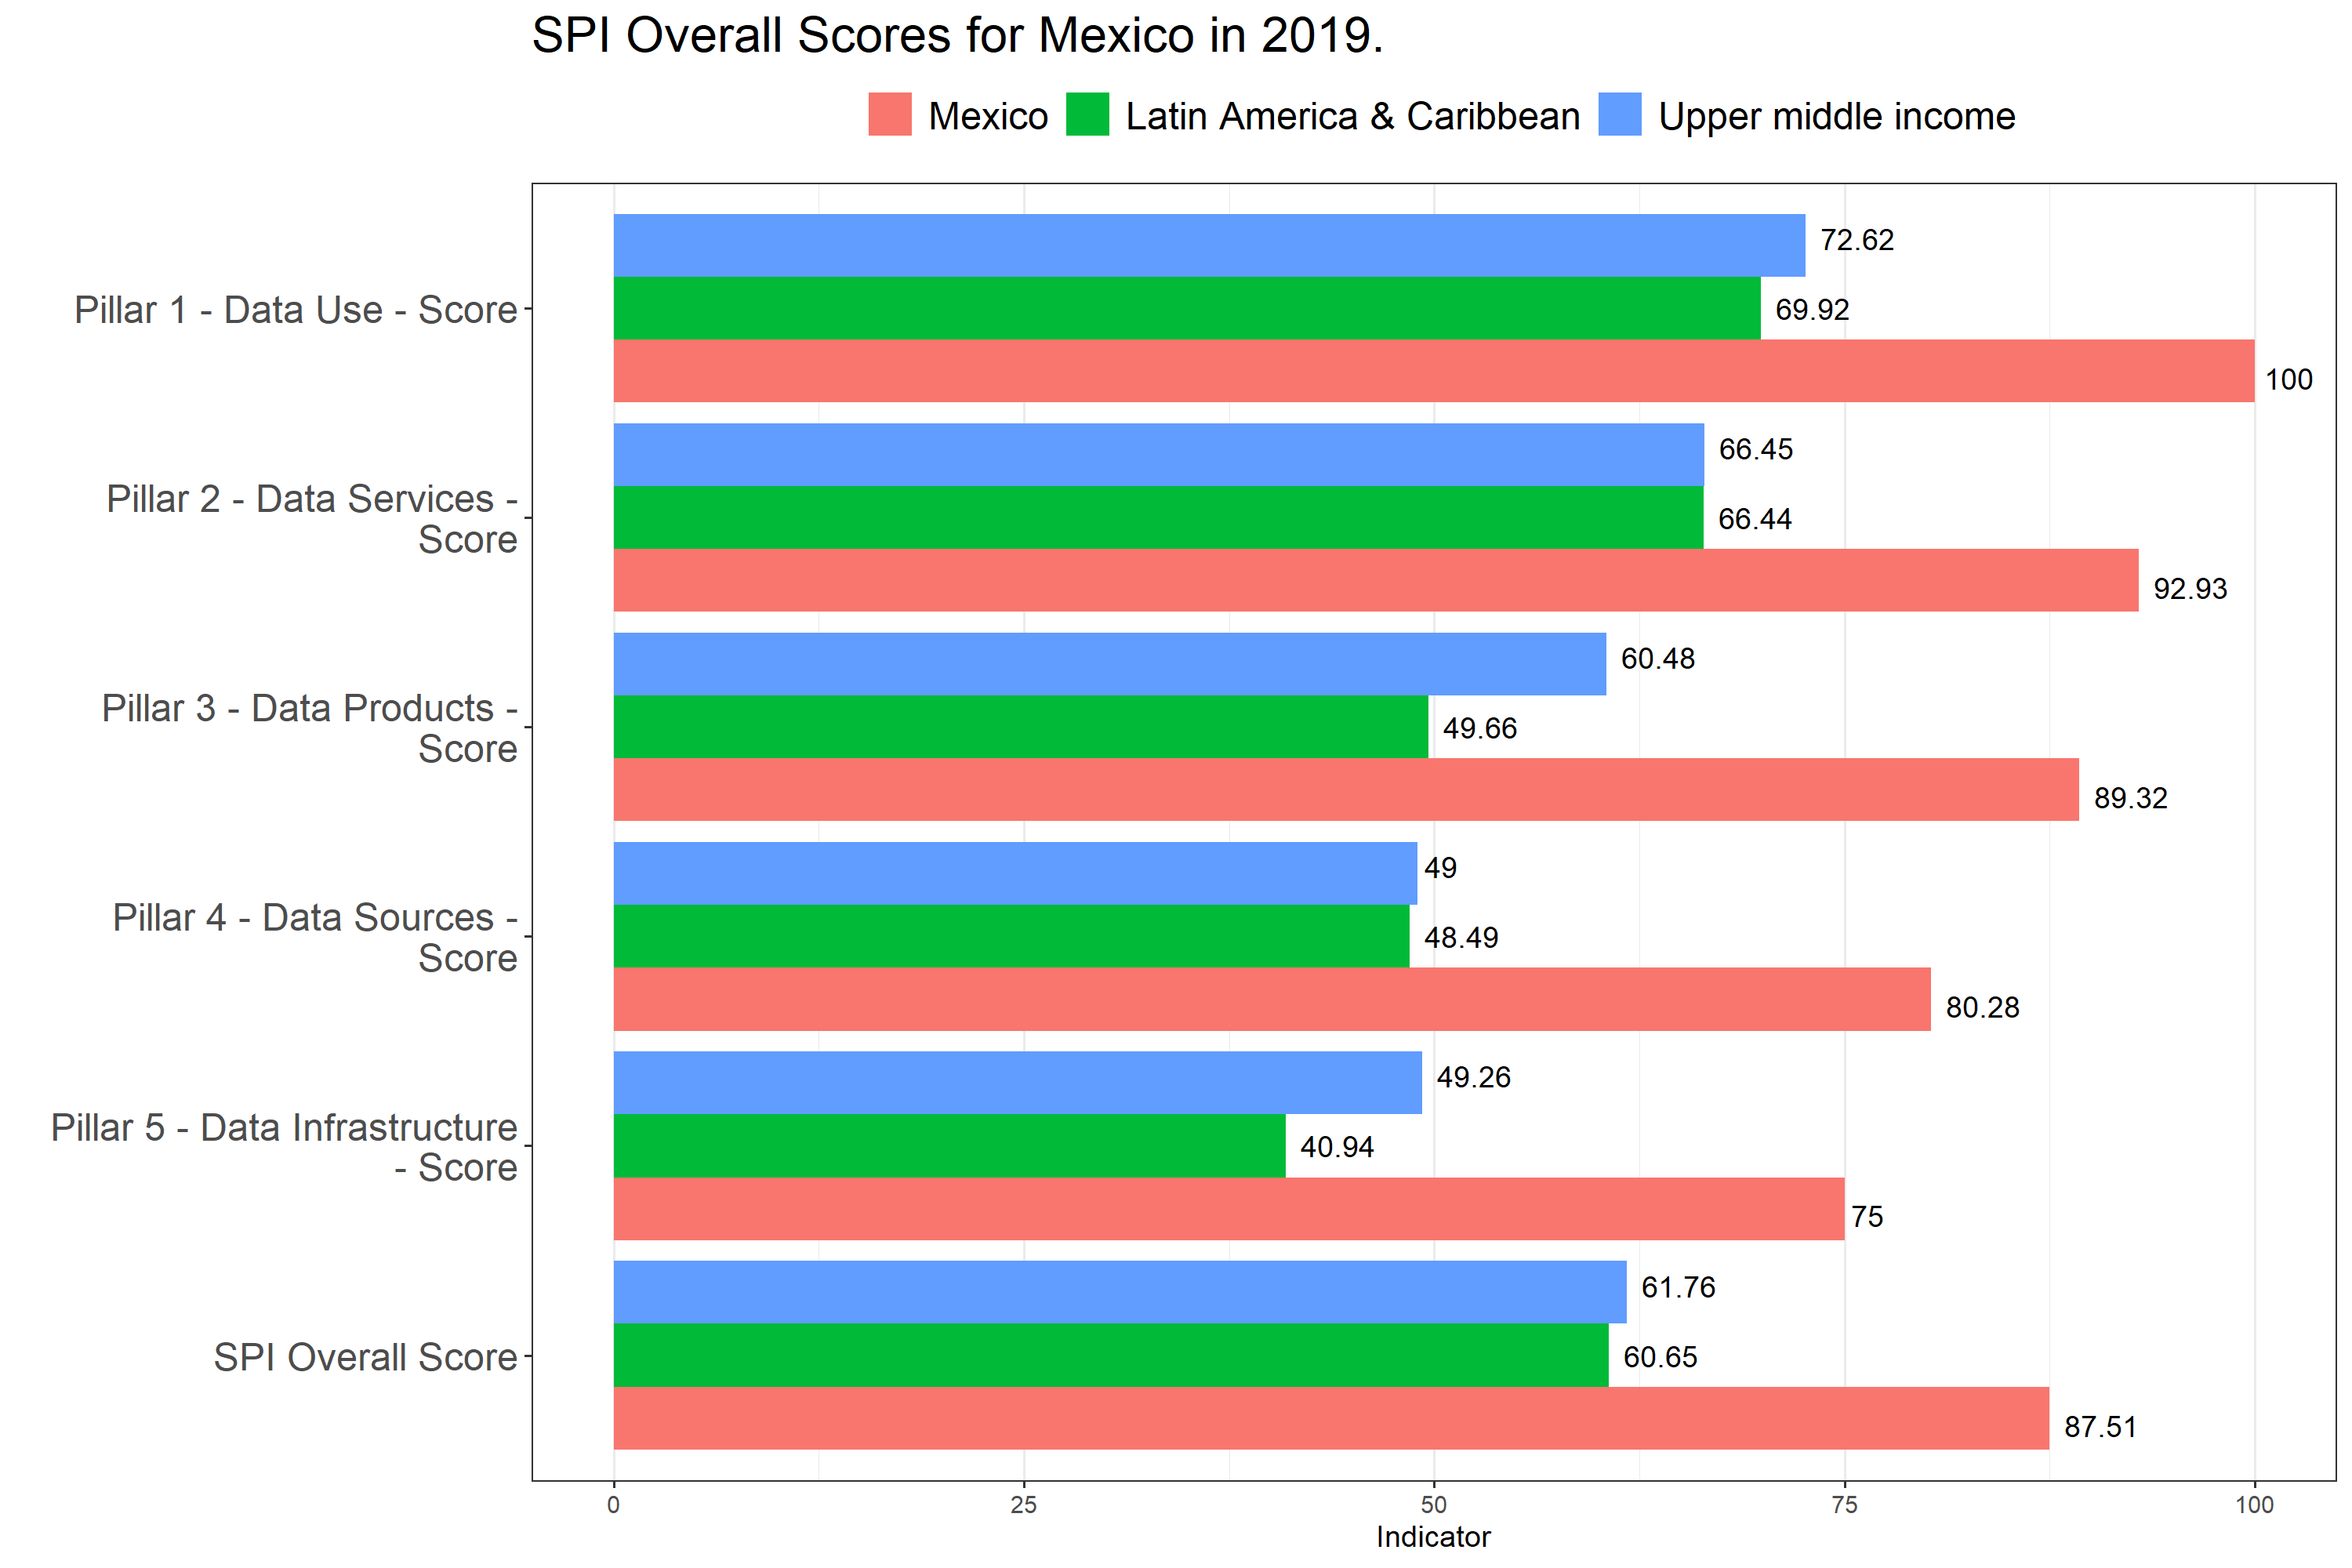 SPI Overall Scores for Mexico in 2019.
Mexico Latin America & Caribbean Upper middle income
Pillar 1 - Data Use - Score
72.62
69.92
100
Pillar 2 - Data Services -
Score
66.45
66.44
92.93
Pillar 3 - Data Products -
Score
60.48
49.66
89.32
Pillar 4 - Data Sources -
Score
49
48.49
80.28
Pillar 5 - Data Infrastructure
- Score
49.26
40.94
75
SPI Overall Score
61.76
60.65
87.51
0 25 50 75 100
Indicator